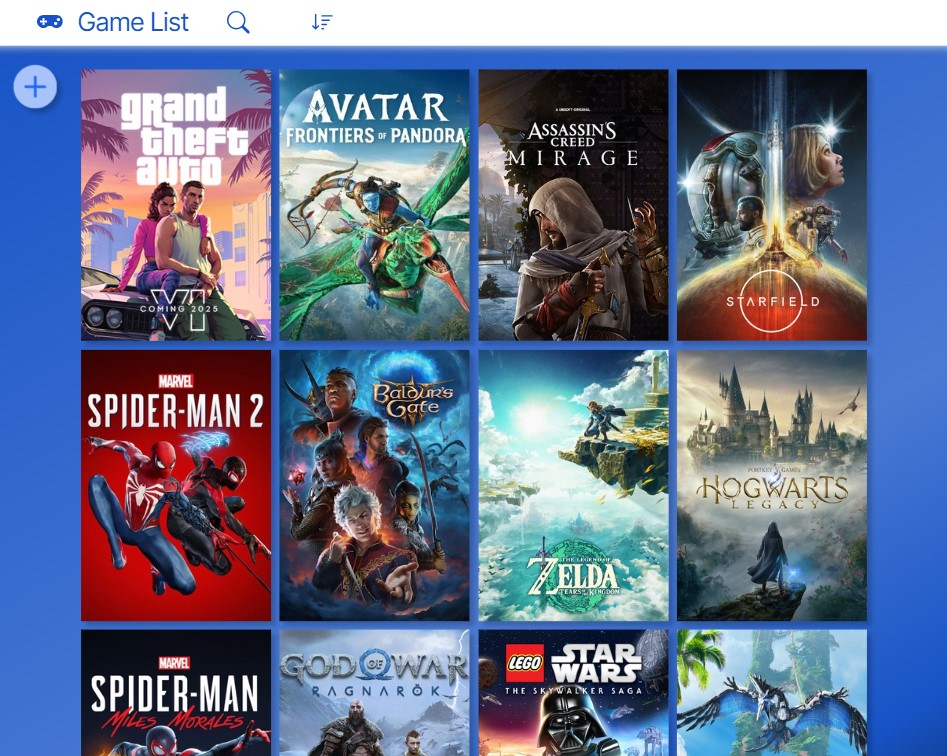 Game List
grand
theft
auto
VI
COMING 2025
AVATAR
FRONTIERS OF PANDORA
A UBISOFT ORIGINAL
ASSASSIN'S
CREED
MIRAGE
STARFIELD
MARVEL
SPIDER-MAN 2
BALDUR'S
GATE
THE LEGEND OF
ZELDA
TEARS OF THE KINGDOM
PORTKEY GAMES
HOGWARTS
LEGACY
MARVEL
SPIDER-MAN
MILES MORALES
GOD OF WAR
RAGNARÖK
LEGO
STAR
WARS
THE SKYWALKER SAGA